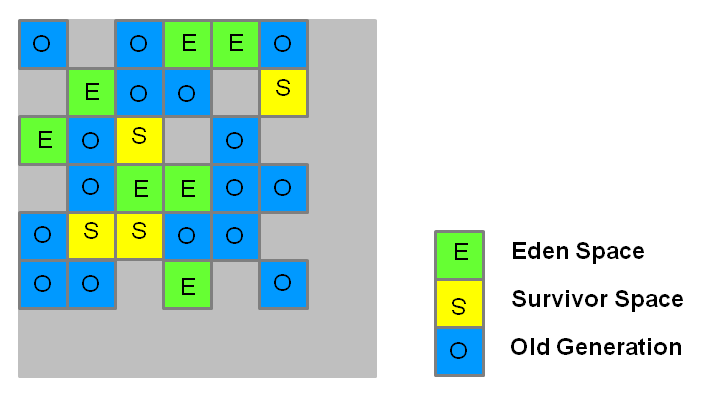 O O E E O
E O O S
E O S O
O E E O O
O S S O O
O O E O
E Eden Space
S Survivor Space
O Old Generation